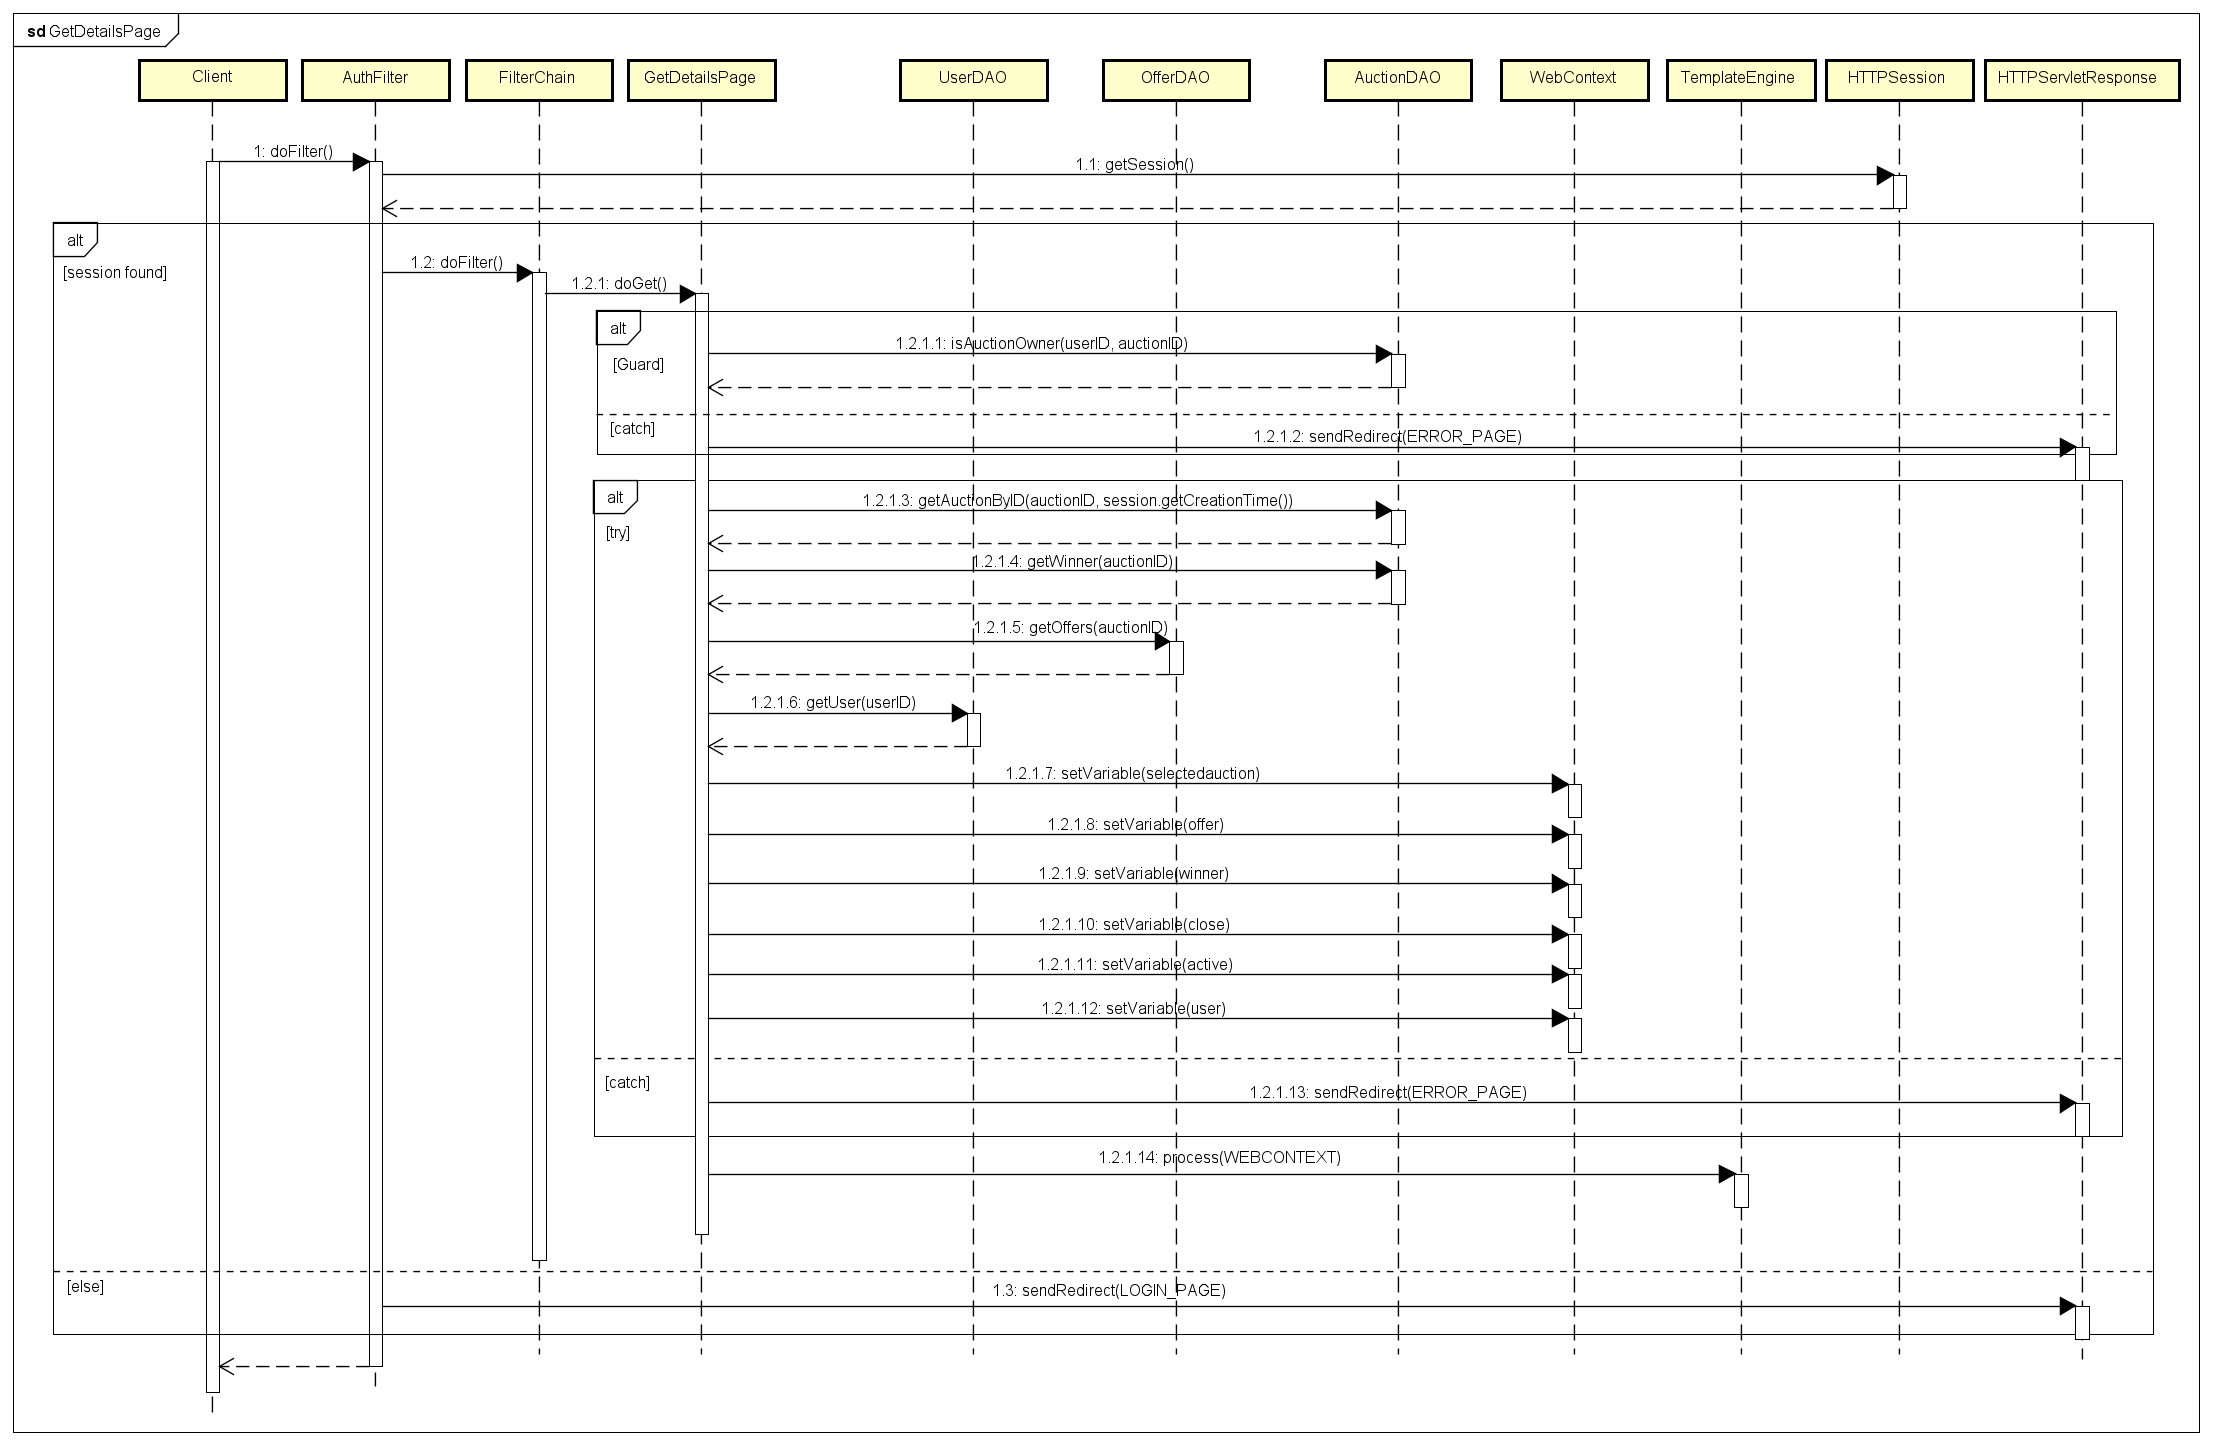 sd GetDetailsPage
Client
AuthFilter
FilterChain
GetDetailsPage
UserDAO
OfferDAO
AuctionDAO
WebContext
TemplateEngine
HTTPSession
HTTPServletResponse
1: doFilter()
1.1: getSession()
alt
[session found]
1.2: doFilter()
1.2.1: doGet()
alt
[Guard]
1.2.1.1: isAuctionOwner(userID, auctionID)
[catch]
1.2.1.2: sendRedirect(ERROR_PAGE)
alt
[try]
1.2.1.3: getAuctionByID(auctionID, session.getCreationTime())
1.2.1.4: getWinner(auctionID)
1.2.1.5: getOffers(auctionID)
1.2.1.6: getUser(userID)
1.2.1.7: setVariable(selectedauction)
1.2.1.8: setVariable(offer)
1.2.1.9: setVariable(winner)
1.2.1.10: setVariable(close)
1.2.1.11: setVariable(active)
1.2.1.12: setVariable(user)
[catch]
1.2.1.13: sendRedirect(ERROR_PAGE)
1.2.1.14: process(WEBCONTEXT)
[else]
1.3: sendRedirect(LOGIN_PAGE)